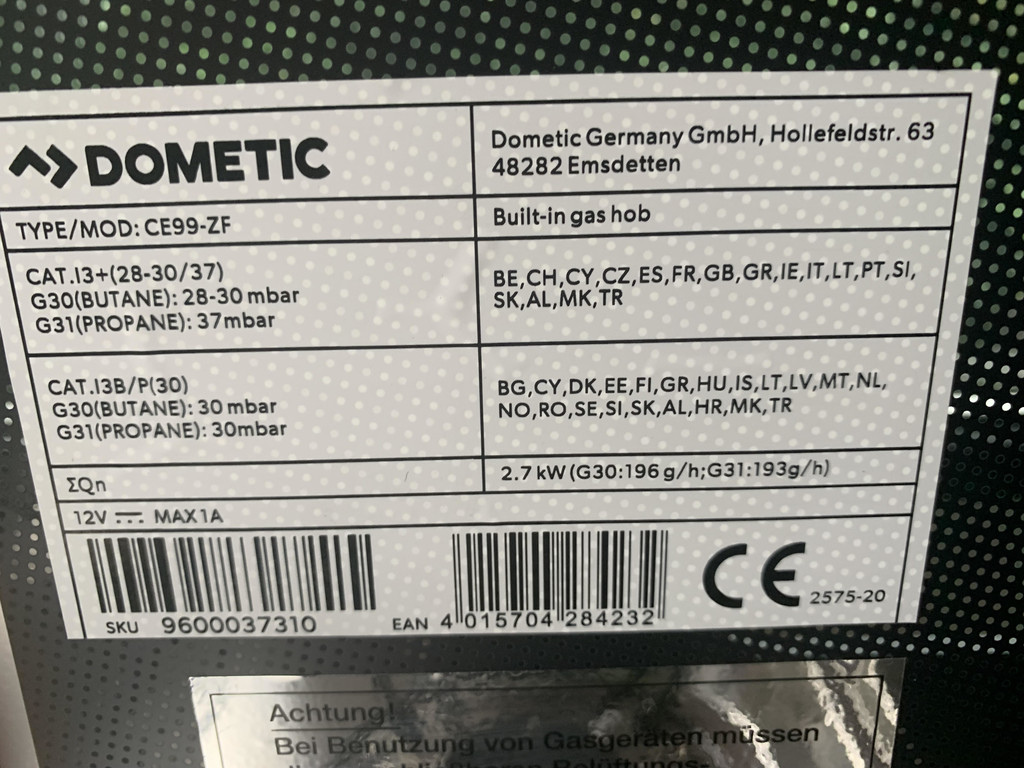 DOMETIC
Dometic Germany GmbH, Hollefeldstr. 63
48282 Emsdetten
TYPE/MOD: CE99-ZF
Built-in gas hob
CAT.I3+(28-30/37)
G30(BUTANE): 28-30 mbar
G31(PROPANE): 37mbar
BE,CH,CY,CZ,ES,FR,GB,GR,IE,IT,LT,PT,SI,
SK,AL,MK,TR
CAT.I3B/P(30)
G30(BUTANE): 30 mbar
G31(PROPANE): 30mbar
BG,CY,DK,EE,FI,GR,HU,IS,LT,LV,MT,NL,
NO,RO,SE,SI,SK,AL,HR,MK,TR
ΣQn
2.7 kW (G30:196 g/h;G31:193g/h)
12V ⎓ MAX1A
SKU 9600037310
EAN 4 015704 284232
CE 2575-20
Achtung!
Bei Benutzung von Gasgeräten müssen